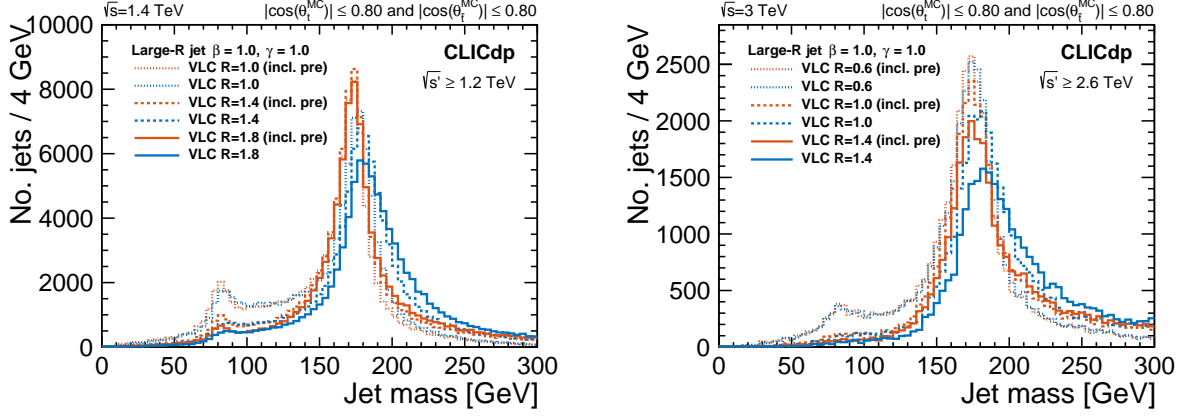 √s=1.4 TeV |cos(θ_t^MC)| ≤ 0.80 and |cos(θ_t̄^MC)| ≤ 0.80
Large-R jet β = 1.0, γ = 1.0
VLC R=1.0 (incl. pre)
VLC R=1.0
VLC R=1.4 (incl. pre)
VLC R=1.4
VLC R=1.8 (incl. pre)
VLC R=1.8
CLICdp
√s' ≥ 1.2 TeV
No. jets / 4 GeV
10000
8000
6000
4000
2000
0
0 50 100 150 200 250 300
Jet mass [GeV]
√s=3 TeV |cos(θ_t^MC)| ≤ 0.80 and |cos(θ_t̄^MC)| ≤ 0.80
Large-R jet β = 1.0, γ = 1.0
VLC R=0.6 (incl. pre)
VLC R=0.6
VLC R=1.0 (incl. pre)
VLC R=1.0
VLC R=1.4 (incl. pre)
VLC R=1.4
CLICdp
√s' ≥ 2.6 TeV
No. jets / 4 GeV
2500
2000
1500
1000
500
0
0 50 100 150 200 250 300
Jet mass [GeV]